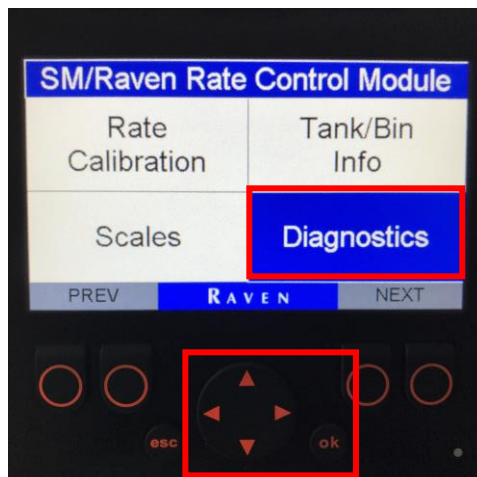 SM/Raven Rate Control Module
Rate
Calibration
Tank/Bin
Info
Scales
Diagnostics
PREV
RAVEN
NEXT
esc
ok